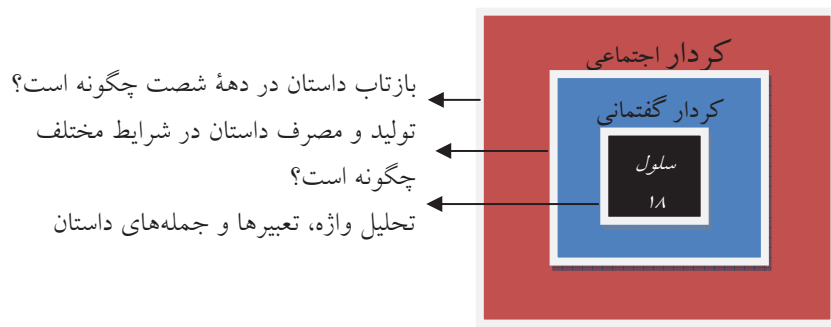 کردار اجتماعی
کردار گفتمانی
سلول
۱۸
بازتاب داستان در دههٔ شصت چگونه است؟
تولید و مصرف داستان در شرایط مختلف
چگونه است؟
تحلیل واژه، تعبیرها و جمله‌های داستان